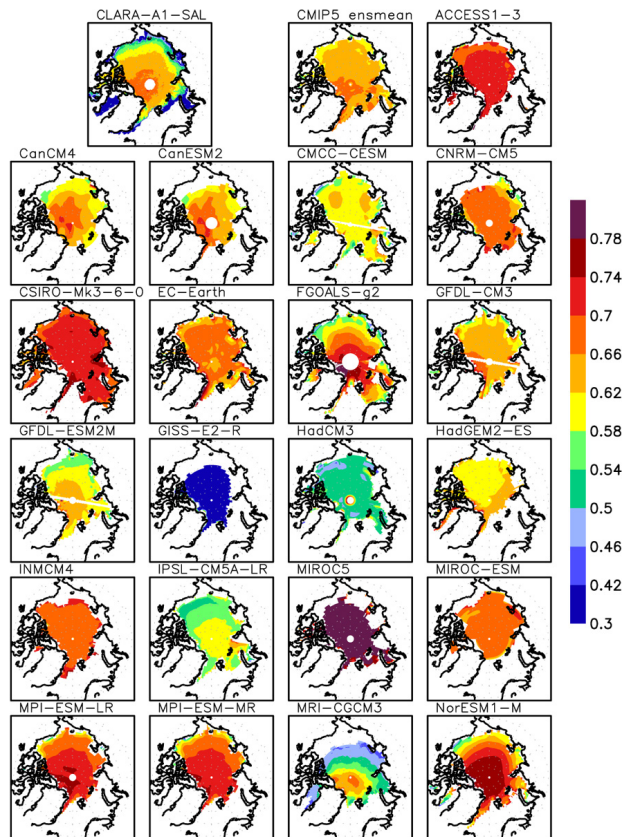 CLARA-A1-SAL
CMIP5 ensmean
ACCESS1-3
CanCM4
CanESM2
CMCC-CESM
CNRM-CM5
CSIRO-Mk3-6-0
EC-Earth
FGOALS-g2
GFDL-CM3
GFDL-ESM2M
GISS-E2-R
HadCM3
HadGEM2-ES
INMCM4
IPSL-CM5A-LR
MIROC5
MIROC-ESM
MPI-ESM-LR
MPI-ESM-MR
MRI-CGCM3
NorESM1-M
0.78
0.74
0.7
0.66
0.62
0.58
0.54
0.5
0.46
0.42
0.3